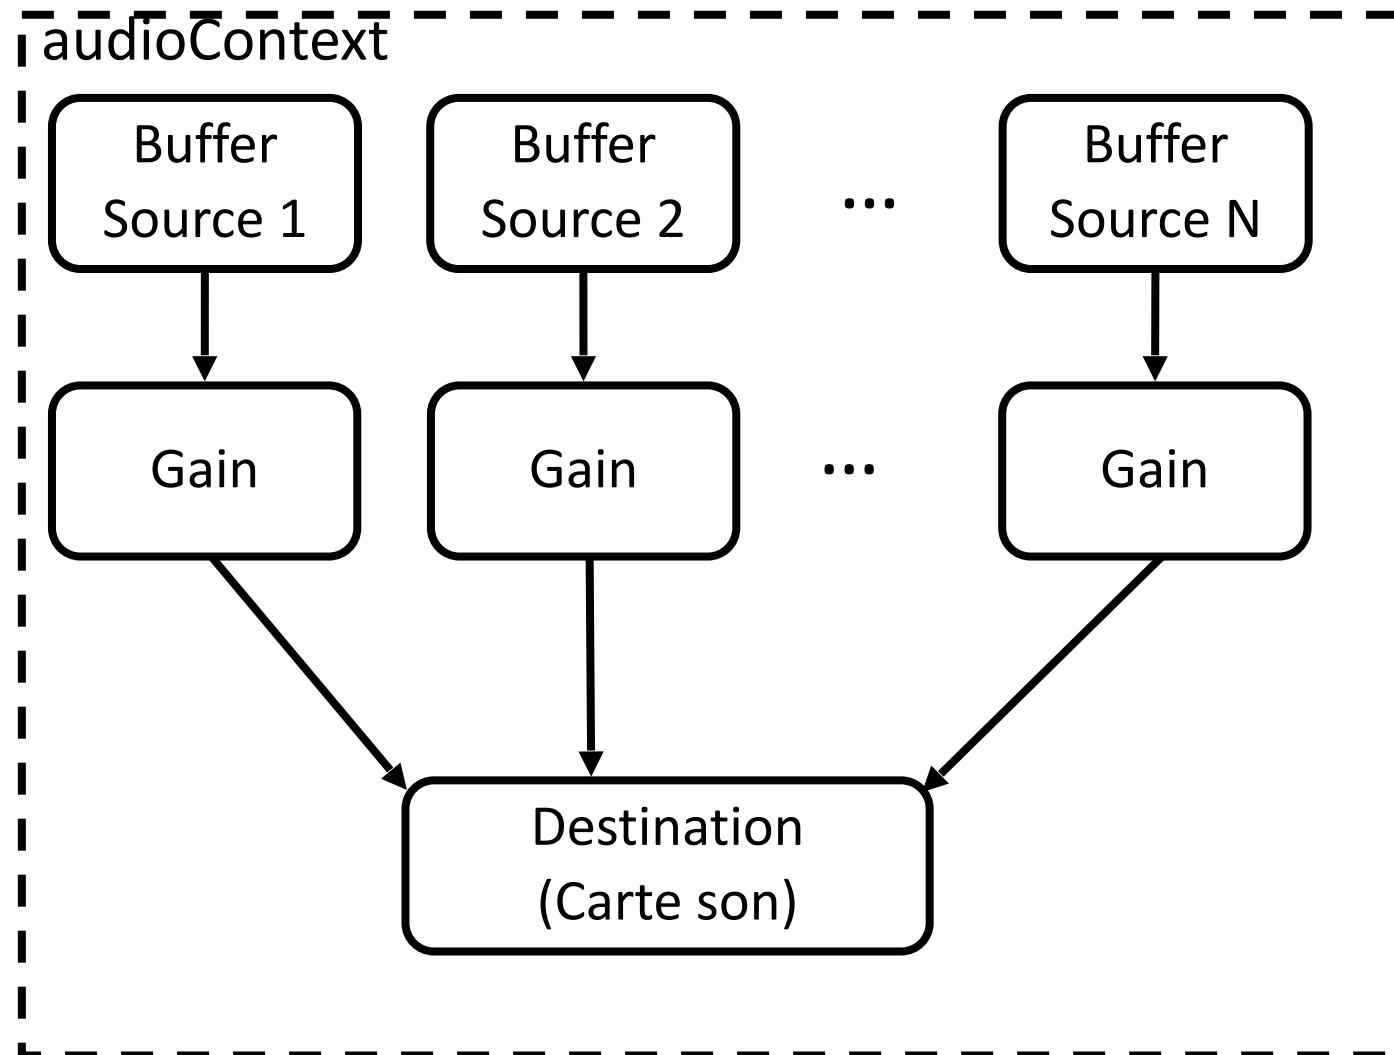 audioContext
Buffer
Source 1
Buffer
Source 2
...
Buffer
Source N
Gain
Gain
...
Gain
Destination
(Carte son)